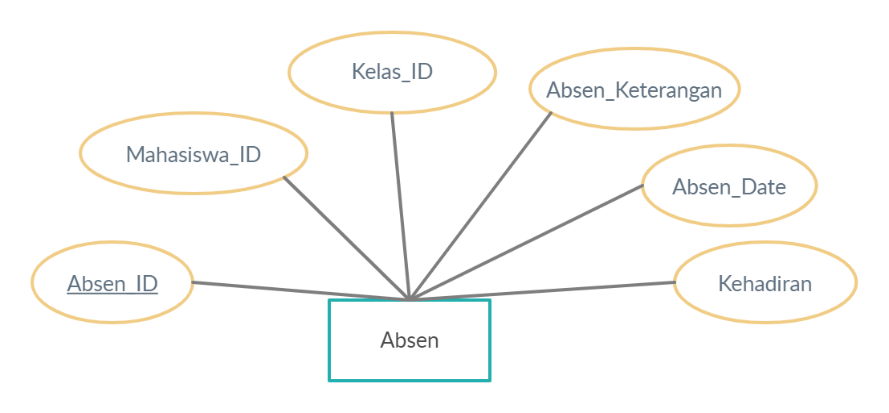 Kelas_ID
Absen_Keterangan
Mahasiswa_ID
Absen_Date
Absen_ID
Kehadiran
Absen